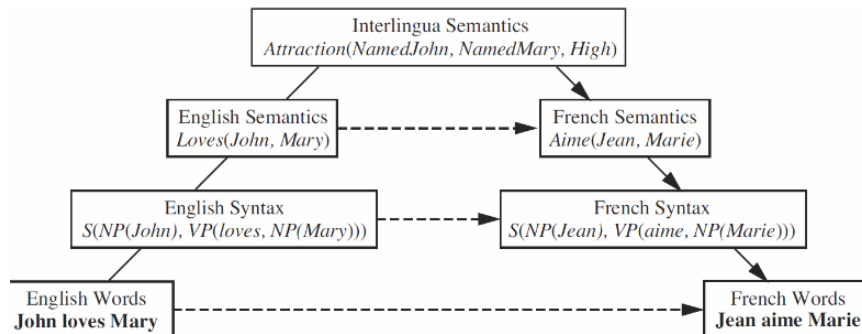 Interlingua Semantics
Attraction(NamedJohn, NamedMary, High)
English Semantics
Loves(John, Mary)
French Semantics
Aime(Jean, Marie)
English Syntax
S(NP(John), VP(loves, NP(Mary)))
French Syntax
S(NP(Jean), VP(aime, NP(Marie)))
English Words
John loves Mary
French Words
Jean aime Marie